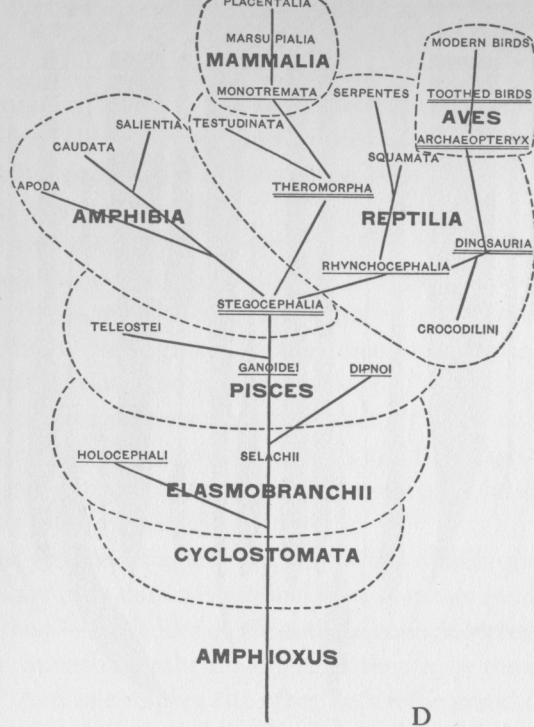 PLACENTALIA
MARSUPIALIA
MAMMALIA
MONOTREMATA
SERPENTES
MODERN BIRDS
TOOTHED BIRDS
AVES
ARCHAEOPTERYX
TESTUDINATA
SALIENTIA
CAUDATA
SQUAMATA
APODA
THEROMORPHA
AMPHIBIA
REPTILIA
DINOSAURIA
RHYNCHOCEPHALIA
STEGOCEPHALIA
TELEOSTEI
CROCODILINI
GANOIDEI
DIPNOI
PISCES
HOLOCEPHALI
SELACHII
ELASMOBRANCHII
CYCLOSTOMATA
AMPHIOXUS
D